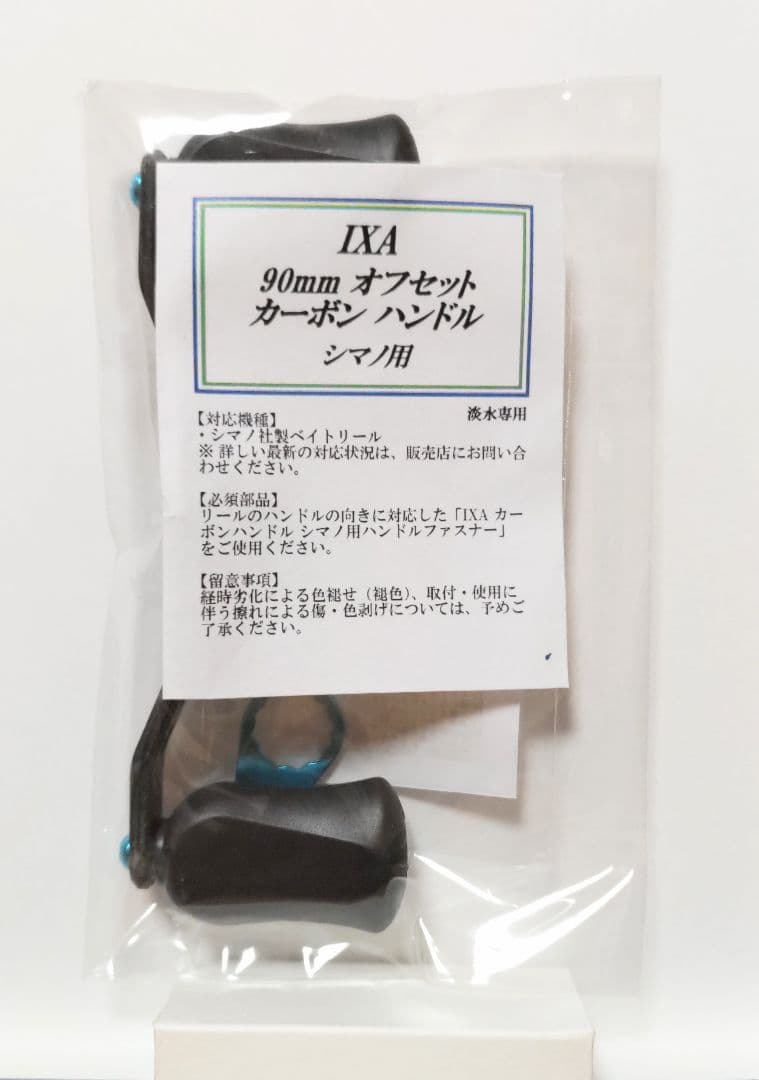 IXA
90mm オフセット
カーボン ハンドル
シマノ用
淡水専用
【対応機種】
・シマノ社製ベイトリール
※ 詳しい最新の対応状況は、販売店にお問い合
わせください。
【必須部品】
リールのハンドルの向きに対応した「IXA カー
ボンハンドル シマノ用ハンドルファスナー」
をご使用ください。
【留意事項】
経時劣化による色褪せ（褪色）、取付・使用に
伴う擦れによる傷・色剥げについては、予めご
了承ください。